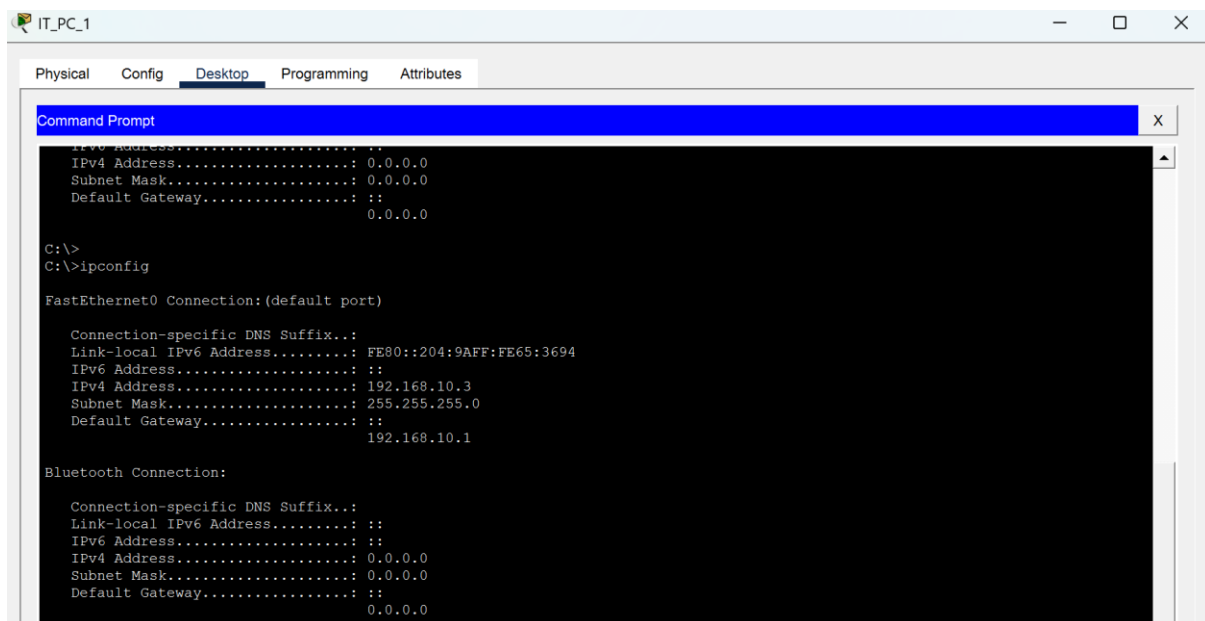 IT_PC_1
Physical Config Desktop Programming Attributes
Command Prompt
X
IPv6 Address.....................: ::
IPv4 Address....................: 0.0.0.0
Subnet Mask.....................: 0.0.0.0
Default Gateway.................: ::
0.0.0.0
C:\>
C:\>ipconfig
FastEthernet0 Connection:(default port)
Connection-specific DNS Suffix..:
Link-local IPv6 Address.........: FE80::204:9AFF:FE65:3694
IPv6 Address....................: ::
IPv4 Address....................: 192.168.10.3
Subnet Mask.....................: 255.255.255.0
Default Gateway.................: ::
192.168.10.1
Bluetooth Connection:
Connection-specific DNS Suffix..:
Link-local IPv6 Address.........: ::
IPv6 Address....................: ::
IPv4 Address....................: 0.0.0.0
Subnet Mask.....................: 0.0.0.0
Default Gateway.................: ::
0.0.0.0